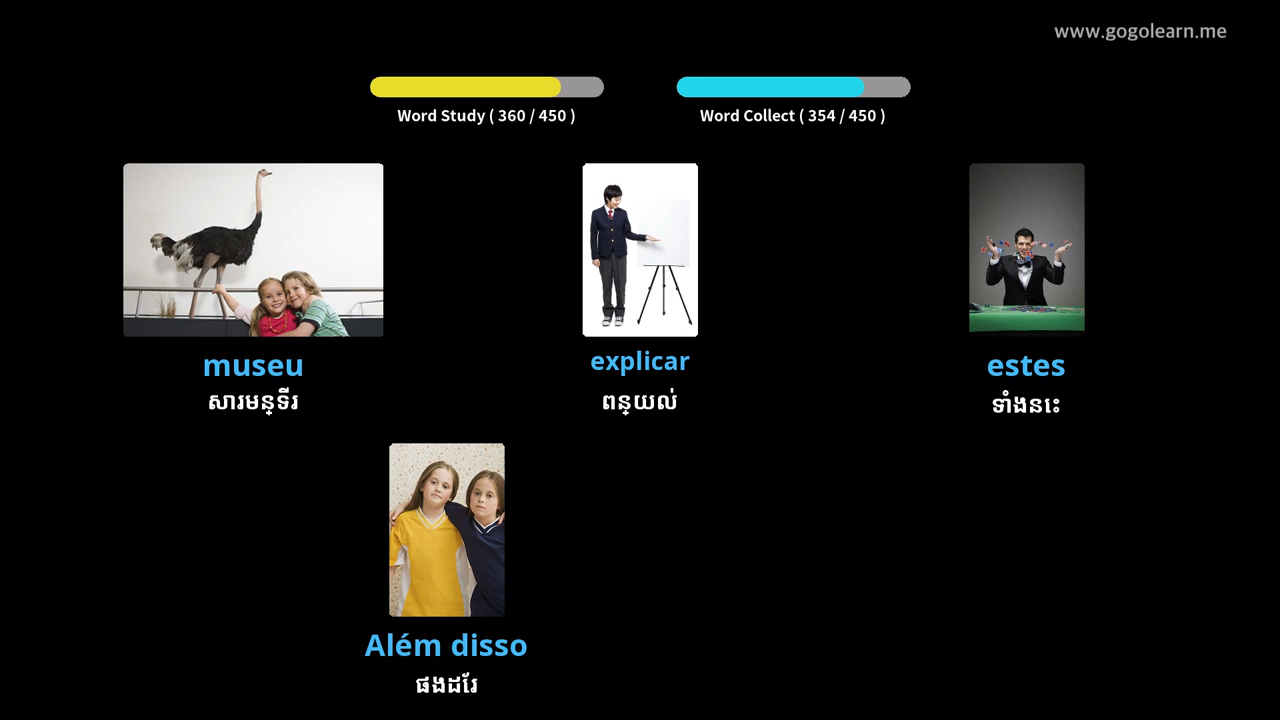 www.gogolearn.me
Word Study ( 360 / 450 )
Word Collect ( 354 / 450 )
museu
explicar
estes
សារមន្ទីរ
ពន្យល់
ទាំងនេះ
Além disso
ផងដែរ